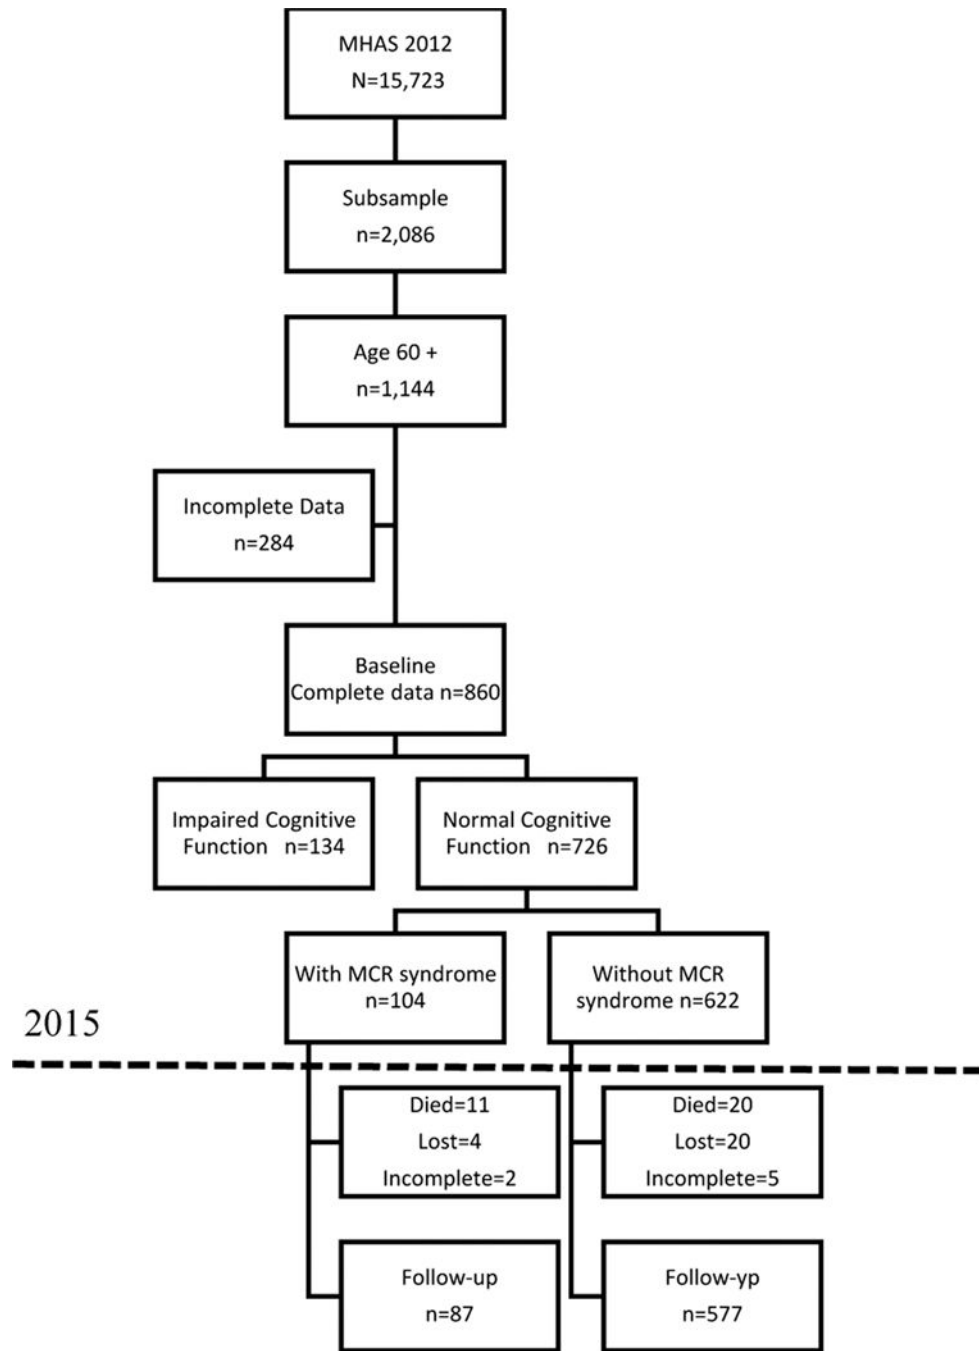 MHAS 2012
N=15,723
Subsample
n=2,086
Age 60 +
n=1,144
Incomplete Data
n=284
Baseline
Complete data n=860
Impaired Cognitive
Function n=134
Normal Cognitive
Function n=726
With MCR syndrome
n=104
Without MCR
syndrome n=622
2015
Died=11
Lost=4
Incomplete=2
Died=20
Lost=20
Incomplete=5
Follow-up
n=87
Follow-yp
n=577